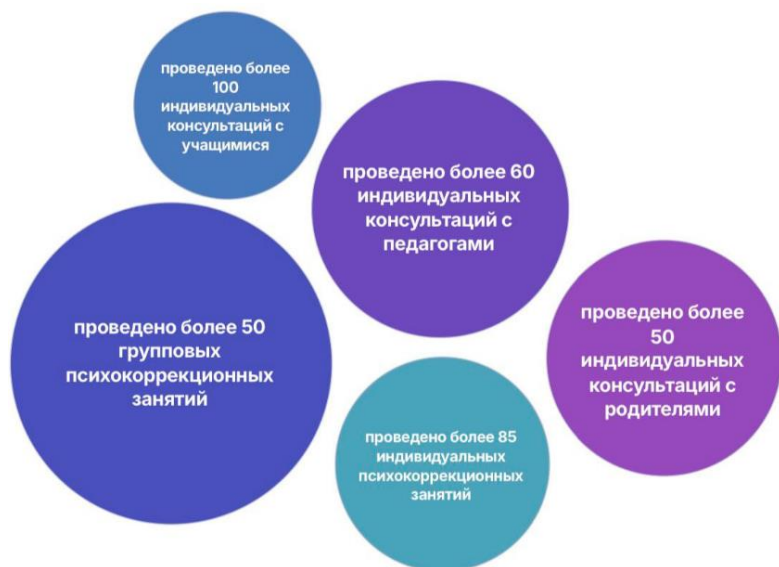 проведено более
100
индивидуальных
консультаций с
учащимися
проведено более 60
индивидуальных
консультаций с
педагогами
проведено более 50
групповых
психокоррекционных
занятий
проведено более
50
индивидуальных
консультаций с
родителями
проведено более 85
индивидуальных
психокоррекционных
занятий